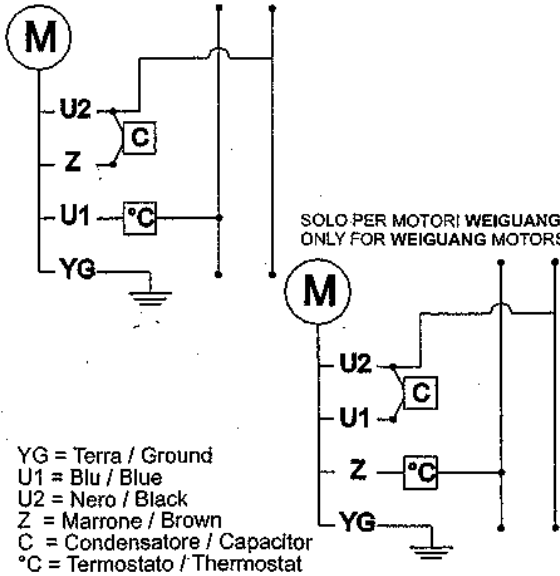 M
U2
C
Z
U1 °C
YG
SOLO PER MOTORI WEIGUANG
ONLY FOR WEIGUANG MOTORS
M
U2
C
U1
Z °C
YG
YG = Terra / Ground
U1 = Blu / Blue
U2 = Nero / Black
Z = Marrone / Brown
C = Condensatore / Capacitor
°C = Termostato / Thermostat